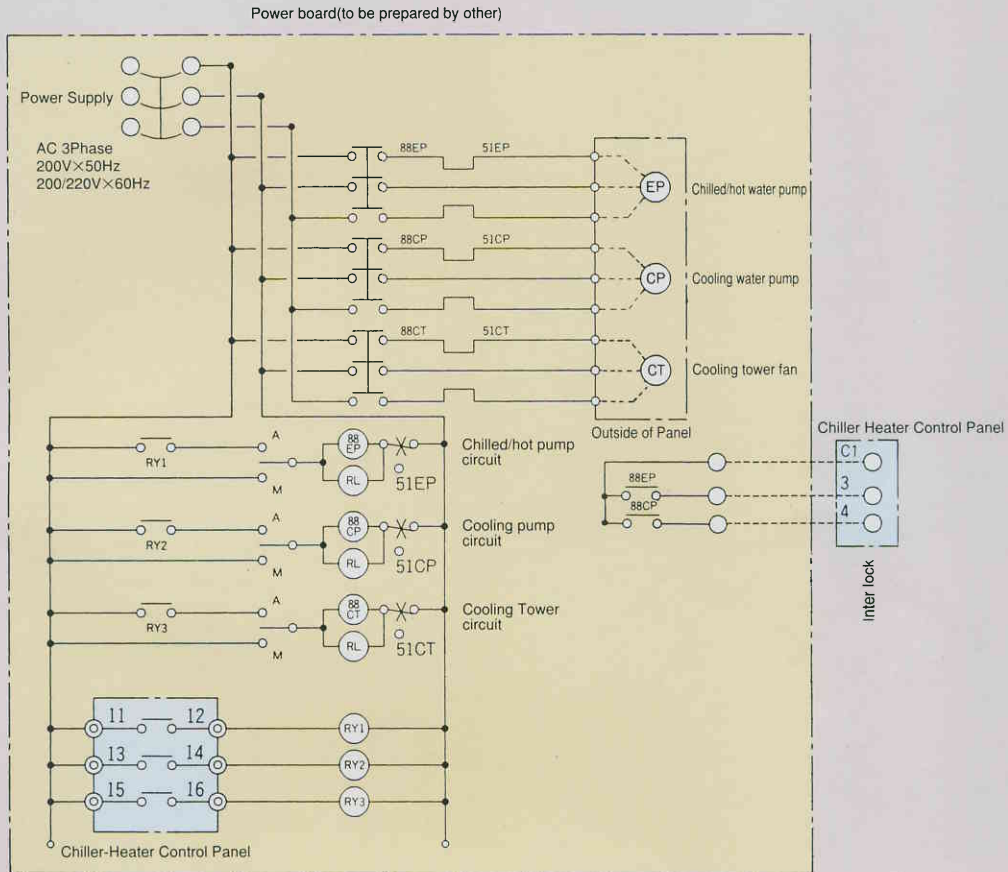 Power board(to be prepared by other)
Power Supply
AC 3Phase
200V×50Hz
200/220V×60Hz
88EP 51EP
EP
Chilled/hot water pump
88CP 51CP
CP
Cooling water pump
88CT 51CT
CT
Cooling tower fan
Outside of Panel
Chiller Heater Control Panel
C1
88EP
3
88CP
4
Inter lock
A
RY1
M
88
EP
RL
51EP
Chilled/hot pump
circuit
A
RY2
M
88
CP
RL
51CP
Cooling pump
circuit
A
RY3
M
88
CT
RL
51CT
Cooling Tower
circuit
11 12
RY1
13 14
RY2
15 16
RY3
Chiller-Heater Control Panel